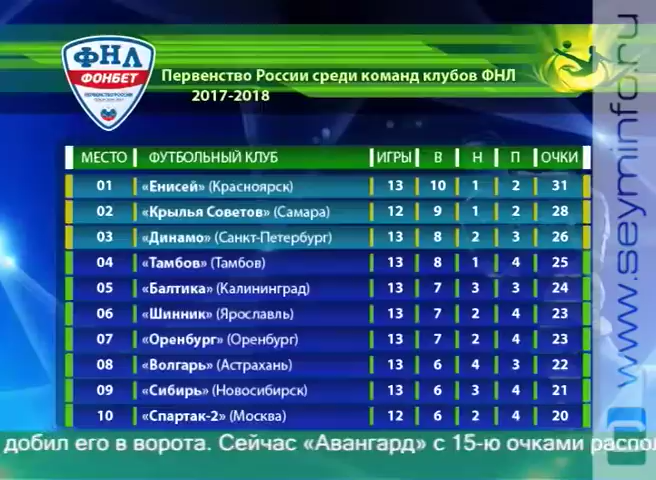 ФНЛ
ФОНБЕТ
Первенство России среди команд клубов ФНЛ
2017-2018
www.seyminfo.ru
МЕСТО ФУТБОЛЬНЫЙ КЛУБ ИГРЫ В Н П ОЧКИ
01 «Енисей» (Красноярск) 13 10 1 2 31
02 «Крылья Советов» (Самара) 12 9 1 2 28
03 «Динамо» (Санкт-Петербург) 13 8 2 3 26
04 «Тамбов» (Тамбов) 13 8 1 4 25
05 «Балтика» (Калининград) 13 7 3 3 24
06 «Шинник» (Ярославль) 13 7 2 4 23
07 «Оренбург» (Оренбург) 13 7 2 4 23
08 «Волгарь» (Астрахань) 13 6 4 3 22
09 «Сибирь» (Новосибирск) 13 6 3 4 21
10 «Спартак-2» (Москва) 12 6 2 4 20
добил его в ворота. Сейчас «Авангард» с 15-ю очками распол